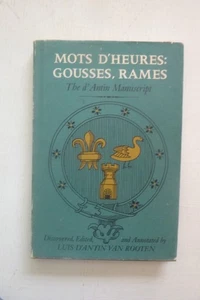 MOTS D'HEURES:
GOUSSES, RAMES
The d'Antin Manuscript
Discovered, Edited, and Annotated by
LUIS D'ANTIN VAN ROOTEN